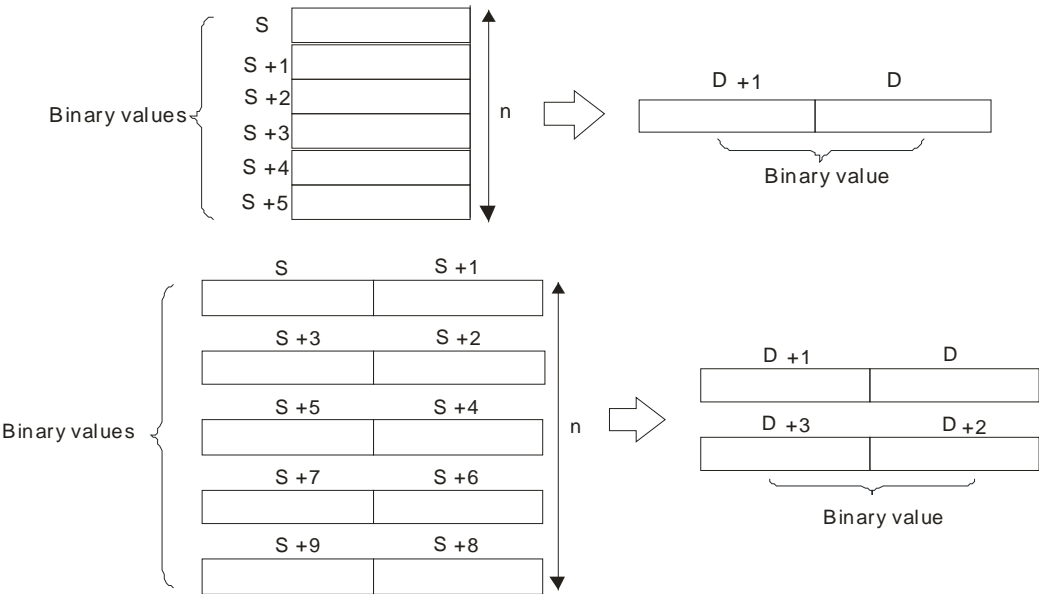 S
S +1
S +2
S +3
S +4
S +5
Binary values
n
D +1 D
Binary value
S S +1
S +3 S +2
S +5 S +4
S +7 S +6
S +9 S +8
Binary values
n
D +1 D
D +3 D +2
Binary value